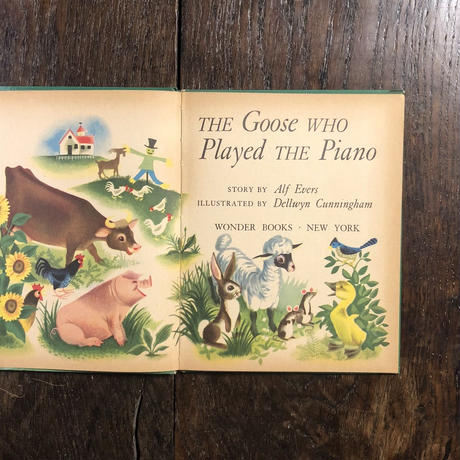 THE Goose WHO
Played THE Piano
STORY BY Alf Evers
ILLUSTRATED BY Dellwyn Cunningham
WONDER BOOKS · NEW YORK